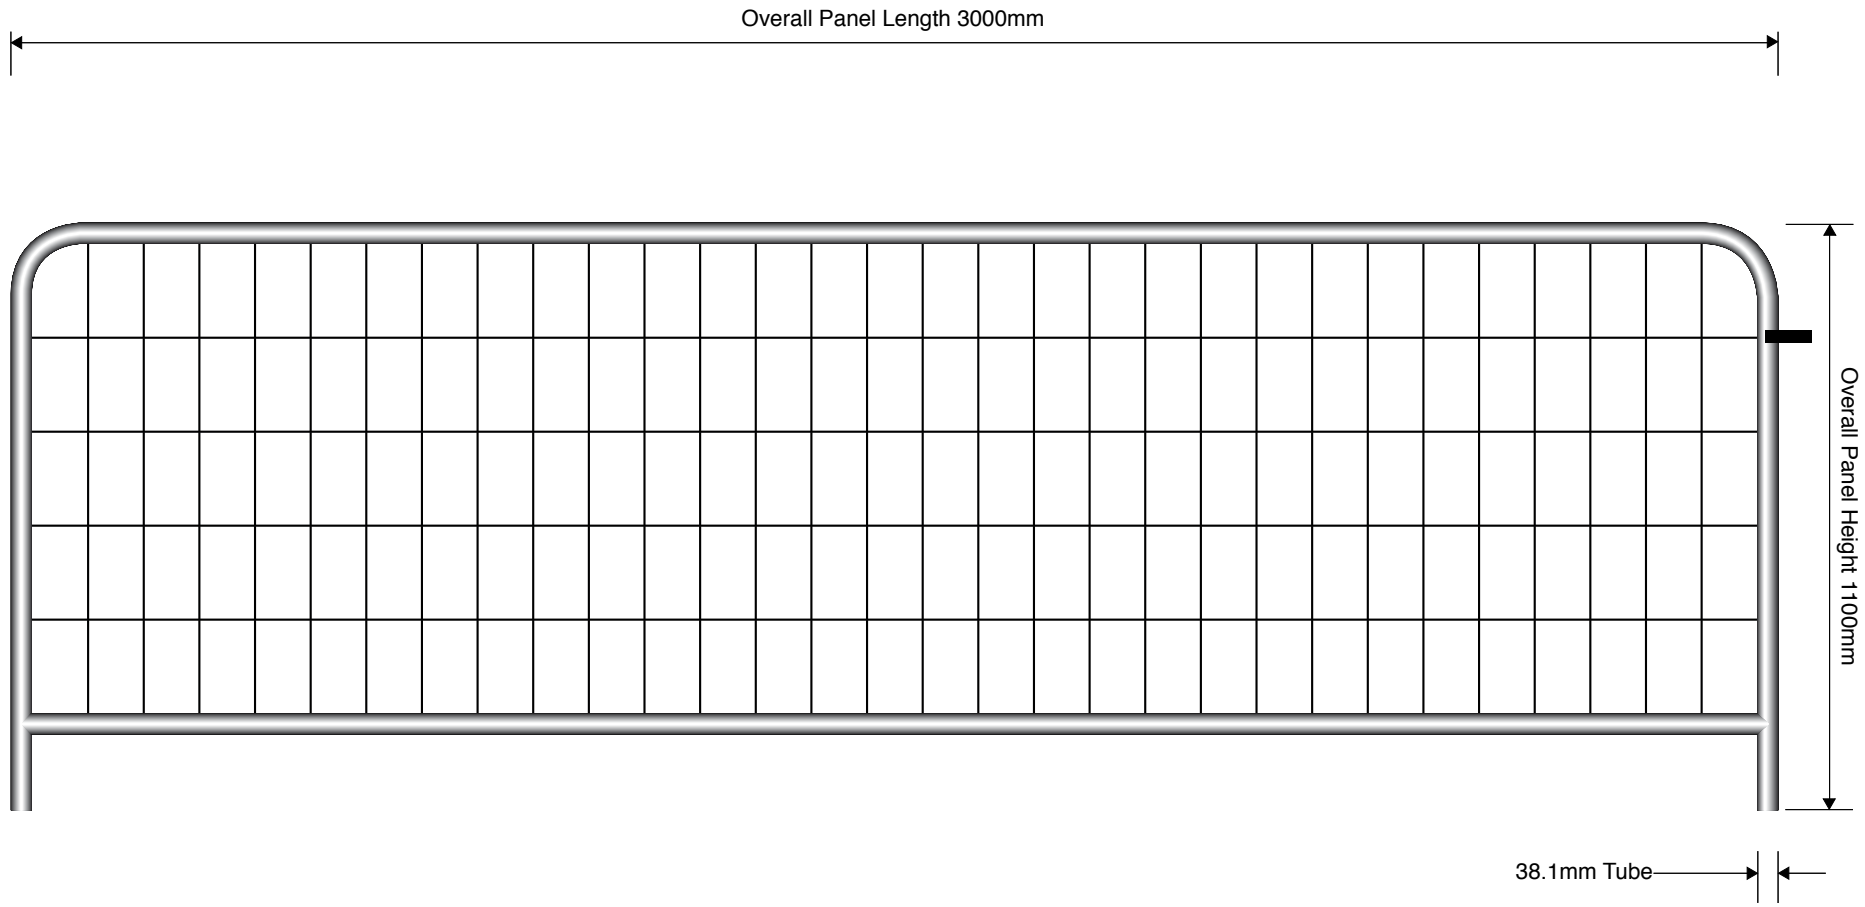 Overall Panel Length 3000mm
Overall Panel Height 1100mm
38.1mm Tube